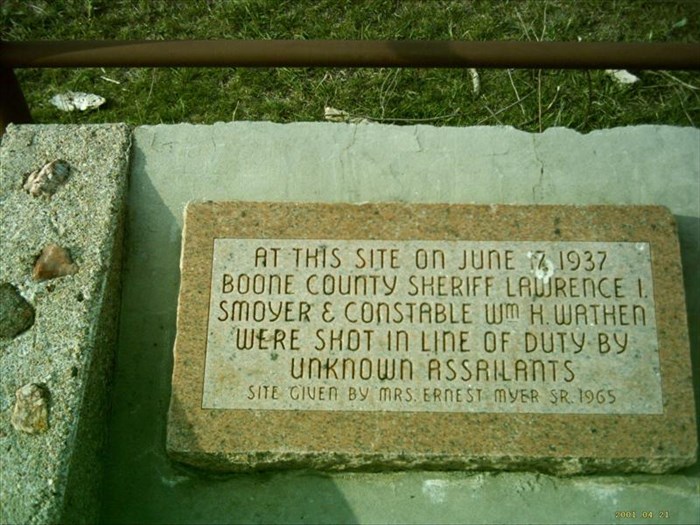 AT THIS SITE ON JUNE 17, 1937
BOONE COUNTY SHERIFF LAWRENCE I.
SMOYER & CONSTABLE Wm H. WATHEN
WERE SHOT IN LINE OF DUTY BY
UNKNOWN ASSAILANTS
SITE GIVEN BY MRS. ERNEST MYER SR. 1965
2001.04.21